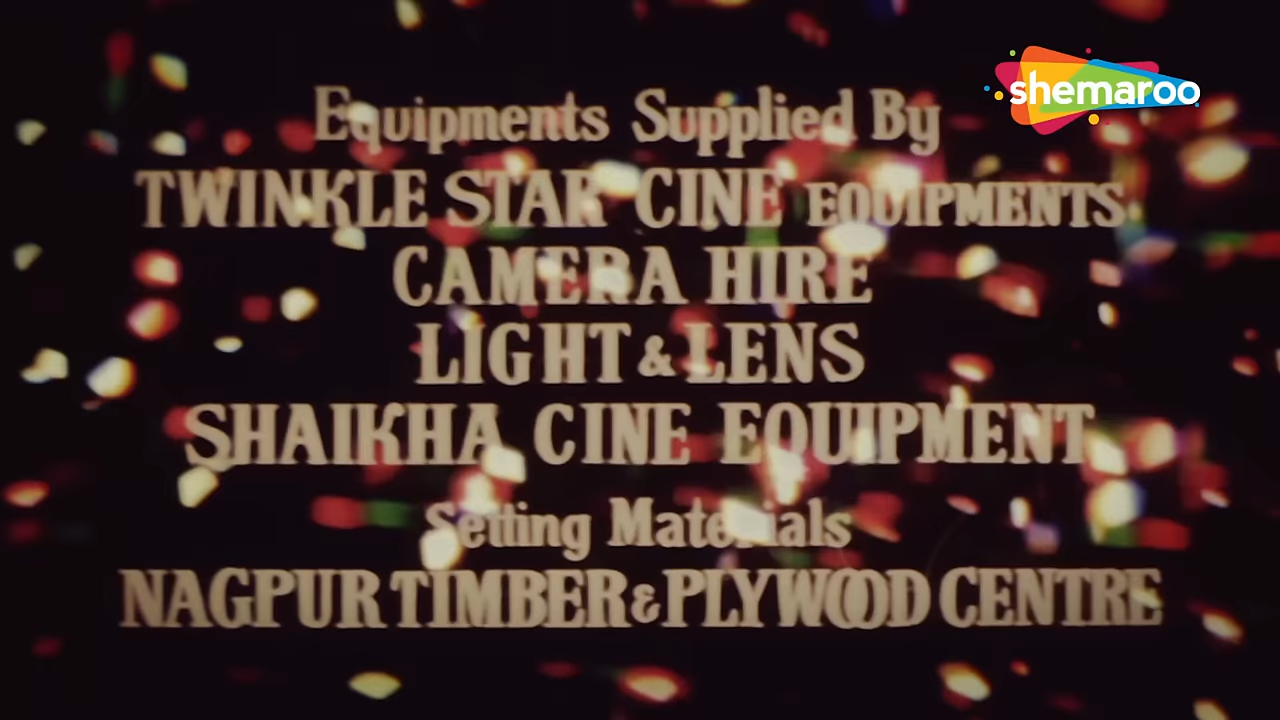 shemaroo
Equipments Supplied By
TWINKLE STAR CINE EQUIPMENTS
CAMERA HIRE
LIGHT & LENS
SHAIKHA CINE EQUIPMENT
Setting Materials
NAGPUR TIMBER & PLYWOOD CENTRE